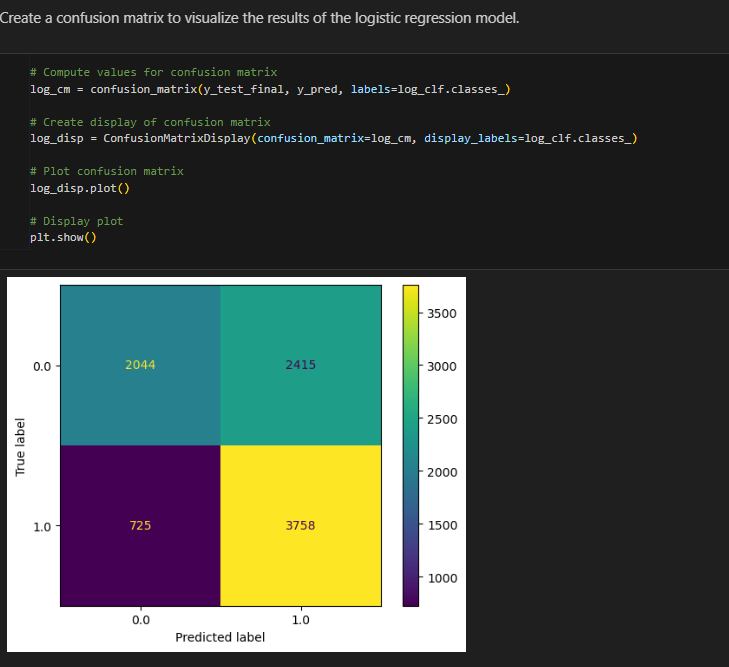 Create a confusion matrix to visualize the results of the logistic regression model.
# Compute values for confusion matrix
log_cm = confusion_matrix(y_test_final, y_pred, labels=log_clf.classes_)
# Create display of confusion matrix
log_disp = ConfusionMatrixDisplay(confusion_matrix=log_cm, display_labels=log_clf.classes_)
# Plot confusion matrix
log_disp.plot()
# Display plot
plt.show()
True label
0.0
2044
2415
1.0
725
3758
0.0
1.0
Predicted label
3500
3000
2500
2000
1500
1000